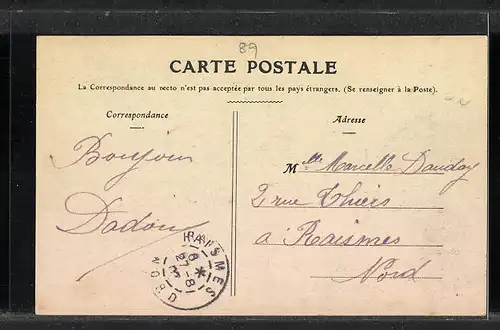 89
CARTE POSTALE
La Correspondance au recto n'est pas acceptée par tous les pays étrangers. (Se renseigner à la Poste).
Correspondance
Bonjour
Dadou
Adresse
Mlle Marcelle Dauday
2 rue Thiers
a Raismes
Nord
RAISMES
NORD